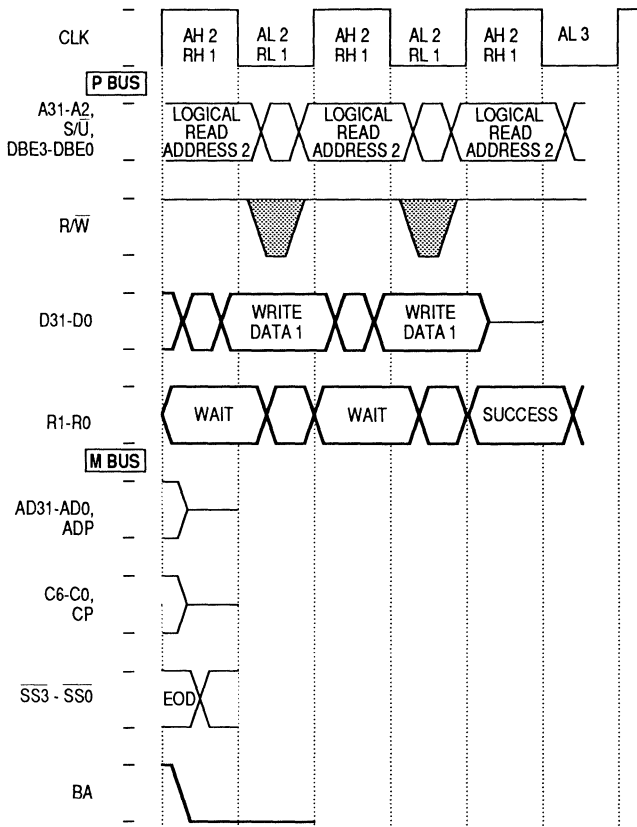 CLK
AH 2
RH 1
AL 2
RL 1
AH 2
RH 1
AL 2
RL 1
AH 2
RH 1
AL 3
P BUS
A31-A2,
S/U̅,
DBE3-DBE0
LOGICAL
READ
ADDRESS 2
LOGICAL
READ
ADDRESS 2
LOGICAL
READ
ADDRESS 2
R/W̅
D31-D0
WRITE
DATA 1
WRITE
DATA 1
R1-R0
WAIT
WAIT
SUCCESS
M BUS
AD31-AD0,
ADP
C6-C0,
CP
S̅S̅3̅ - S̅S̅0̅
EOD
BA